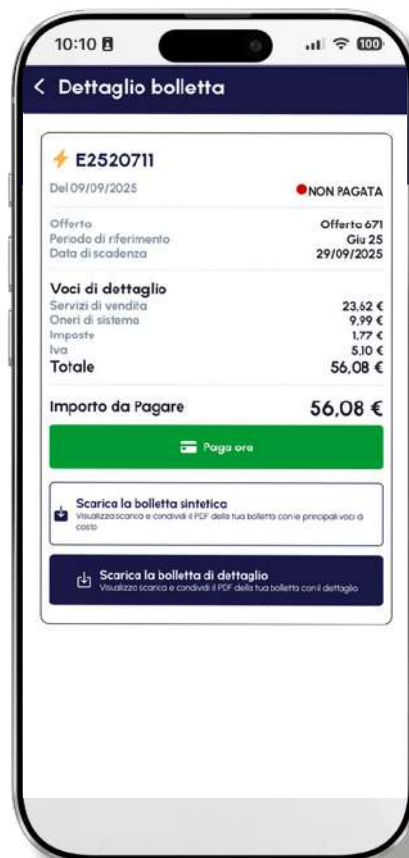 10:10
100
Dettaglio bolletta
E2520711
Del 09/09/2025
NON PAGATA
Offerta Offerta 671
Periodo di riferimento Giu 25
Data di scadenza 29/09/2025
Voci di dettaglio
Servizi di vendita 23,62 €
Oneri di sistema 9,99 €
Imposte 1,77 €
Iva 5,10 €
Totale 56,08 €
Importo da Pagare 56,08 €
Paga ora
Scarica la bolletta sintetica
Visualizza scarica e condividi il PDF della tua bolletta con le principali voci di
costo
Scarica la bolletta di dettaglio
Visualizza scarica e condividi il PDF della tua bolletta con il dettaglio